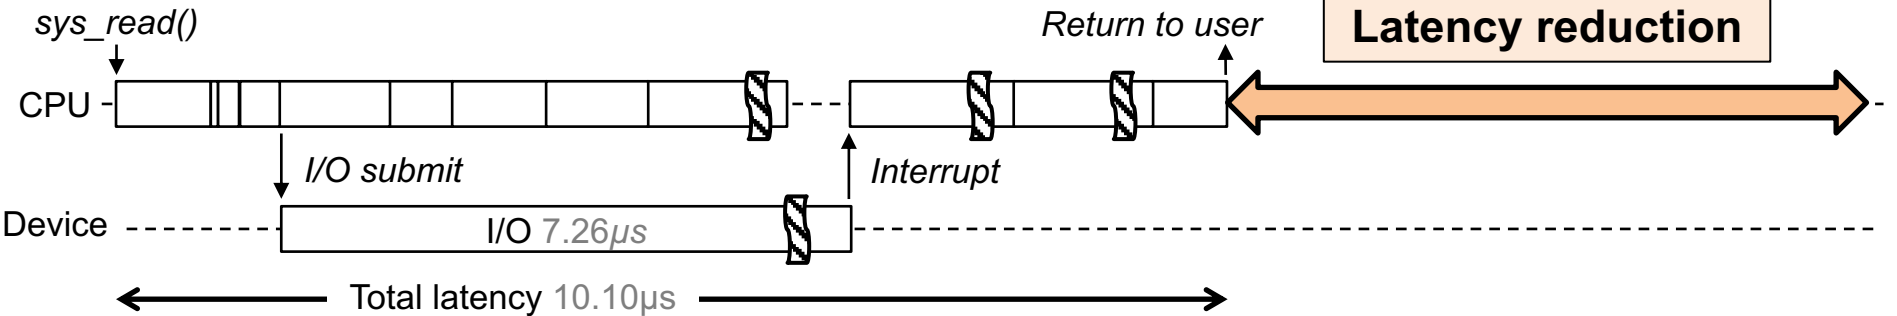 sys_read()
Return to user
Latency reduction
CPU
I/O submit
Interrupt
Device
I/O 7.26µs
Total latency 10.10µs